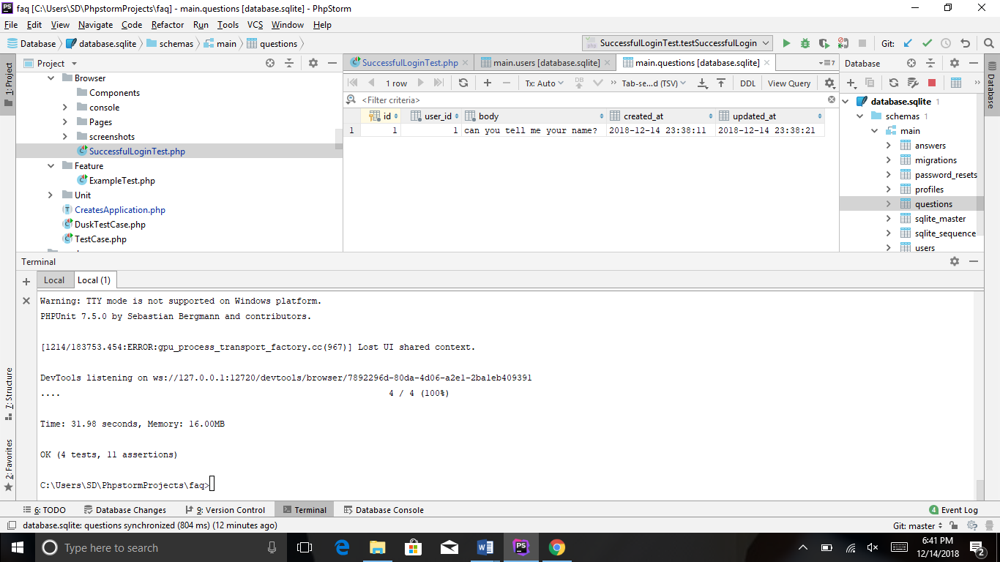 faq [C:\Users\SD\PhpstormProjects\faq] - main.questions [database.sqlite] - PhpStorm
File Edit View Navigate Code Refactor Run Tools VCS Window Help
Database database.sqlite schemas main questions SuccessfulLoginTest.testSuccessfulLogin Git:
1: Project
Project
Browser
Components
console
Pages
screenshots
SuccessfulLoginTest.php
Feature
ExampleTest.php
Unit
CreatesApplication.php
DuskTestCase.php
TestCase.php
SuccessfulLoginTest.php main.users [database.sqlite] main.questions [database.sqlite] 7
1 row Tx: Auto DB Tab-se...d (TSV) DDL View Query
<Filter criteria>
id user_id body created_at updated_at
1 1 1 can you tell me your name? 2018-12-14 23:38:11 2018-12-14 23:38:21
Database
database.sqlite 1
schemas 1
main
answers
migrations
password_resets
profiles
questions
sqlite_master
sqlite_sequence
users
Database
Terminal
Local Local (1)
Warning: TTY mode is not supported on Windows platform.
PHPUnit 7.5.0 by Sebastian Bergmann and contributors.
[1214/183753.454:ERROR:gpu_process_transport_factory.cc(967)] Lost UI shared context.
DevTools listening on ws://127.0.0.1:12720/devtools/browser/7892296d-80da-4d06-a2e1-2ba1eb409391
.... 4 / 4 (100%)
Time: 31.98 seconds, Memory: 16.00MB
OK (4 tests, 11 assertions)
C:\Users\SD\PhpstormProjects\faq>
7: Structure
2: Favorites
6: TODO Database Changes 9: Version Control Terminal Database Console 4 Event Log
database.sqlite: questions synchronized (804 ms) (12 minutes ago) Git: master
Type here to search
6:41 PM
12/14/2018
2